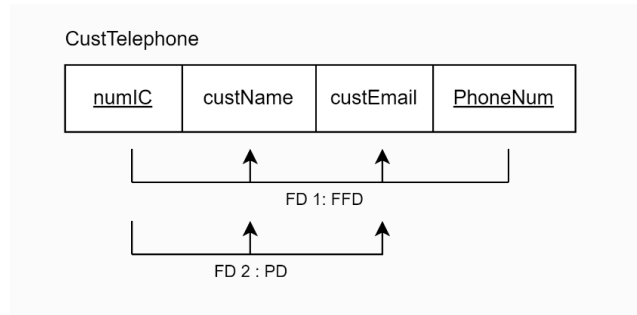 CustTelephone
numIC custName custEmail PhoneNum
FD 1: FFD
FD 2 : PD